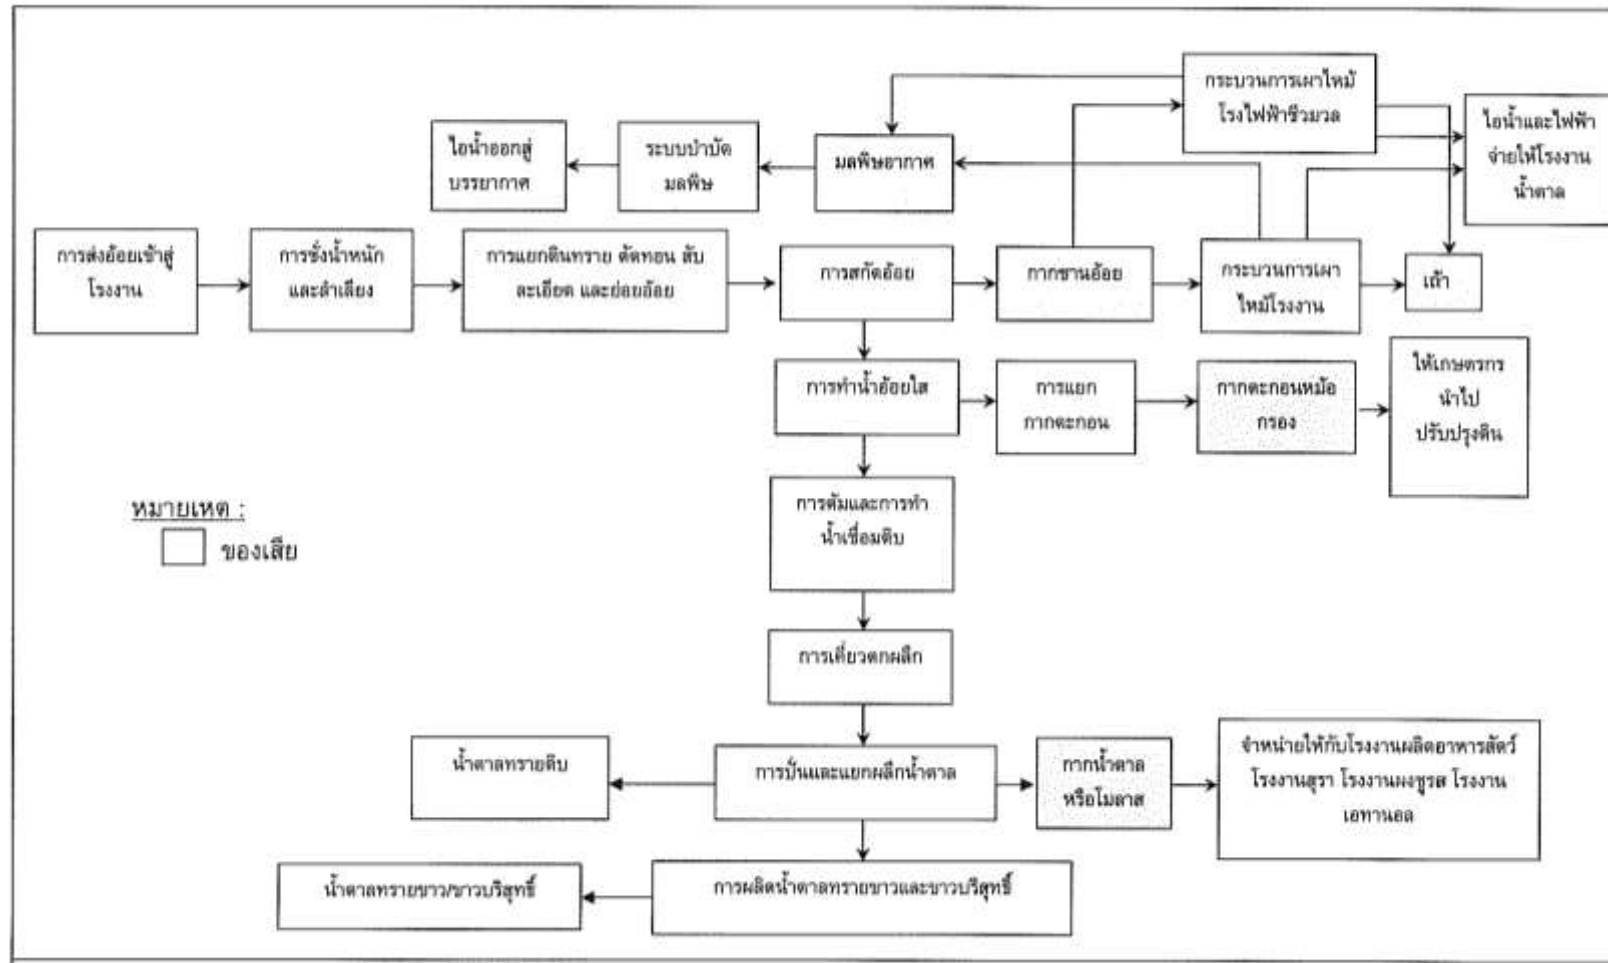 กระบวนการเผาไหม้
โรงไฟฟ้าชีวมวล
ไอน้ำและไฟฟ้า
จ่ายให้โรงงาน
น้ำตาล
ไอน้ำออกสู่
บรรยากาศ
ระบบบำบัด
มลพิษ
มลพิษอากาศ
การส่งอ้อยเข้าสู่
โรงงาน
การชั่งน้ำหนัก
และลำเลียง
การแยกดินทราย ตัดทอน สับ
ละเอียด และย่อยอ้อย
การสกัดอ้อย
กากชานอ้อย
กระบวนการเผา
ไหม้โรงงาน
เถ้า
การทำน้ำอ้อยใส
การแยก
กากตะกอน
กากตะกอนหม้อ
กรอง
ให้เกษตรกร
นำไป
ปรับปรุงดิน
การต้มและการทำ
น้ำเชื่อมดิบ
หมายเหตุ :
ของเสีย
การเคี่ยวตกผลึก
น้ำตาลทรายดิบ
การปั่นและแยกผลึกน้ำตาล
กากน้ำตาล
หรือโมลาส
จำหน่ายให้กับโรงงานผลิตอาหารสัตว์
โรงงานสุรา โรงงานผงชูรส โรงงาน
เอทานอล
น้ำตาลทรายขาว/ขาวบริสุทธิ์
การผลิตน้ำตาลทรายขาวและขาวบริสุทธิ์